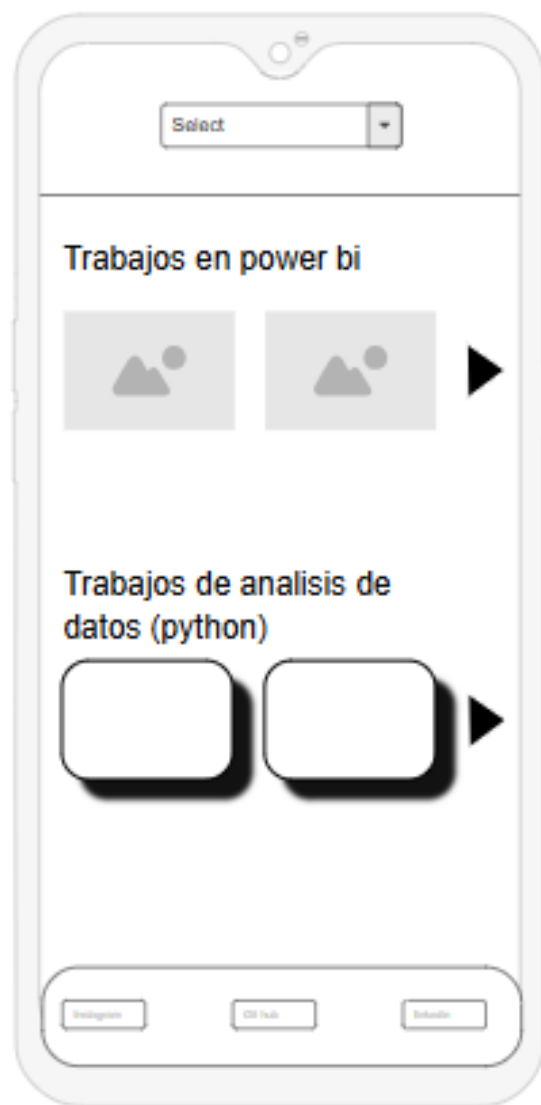 Select
Trabajos en power bi
Trabajos de analisis de
datos (python)
Instagram
Git hub
linkedin